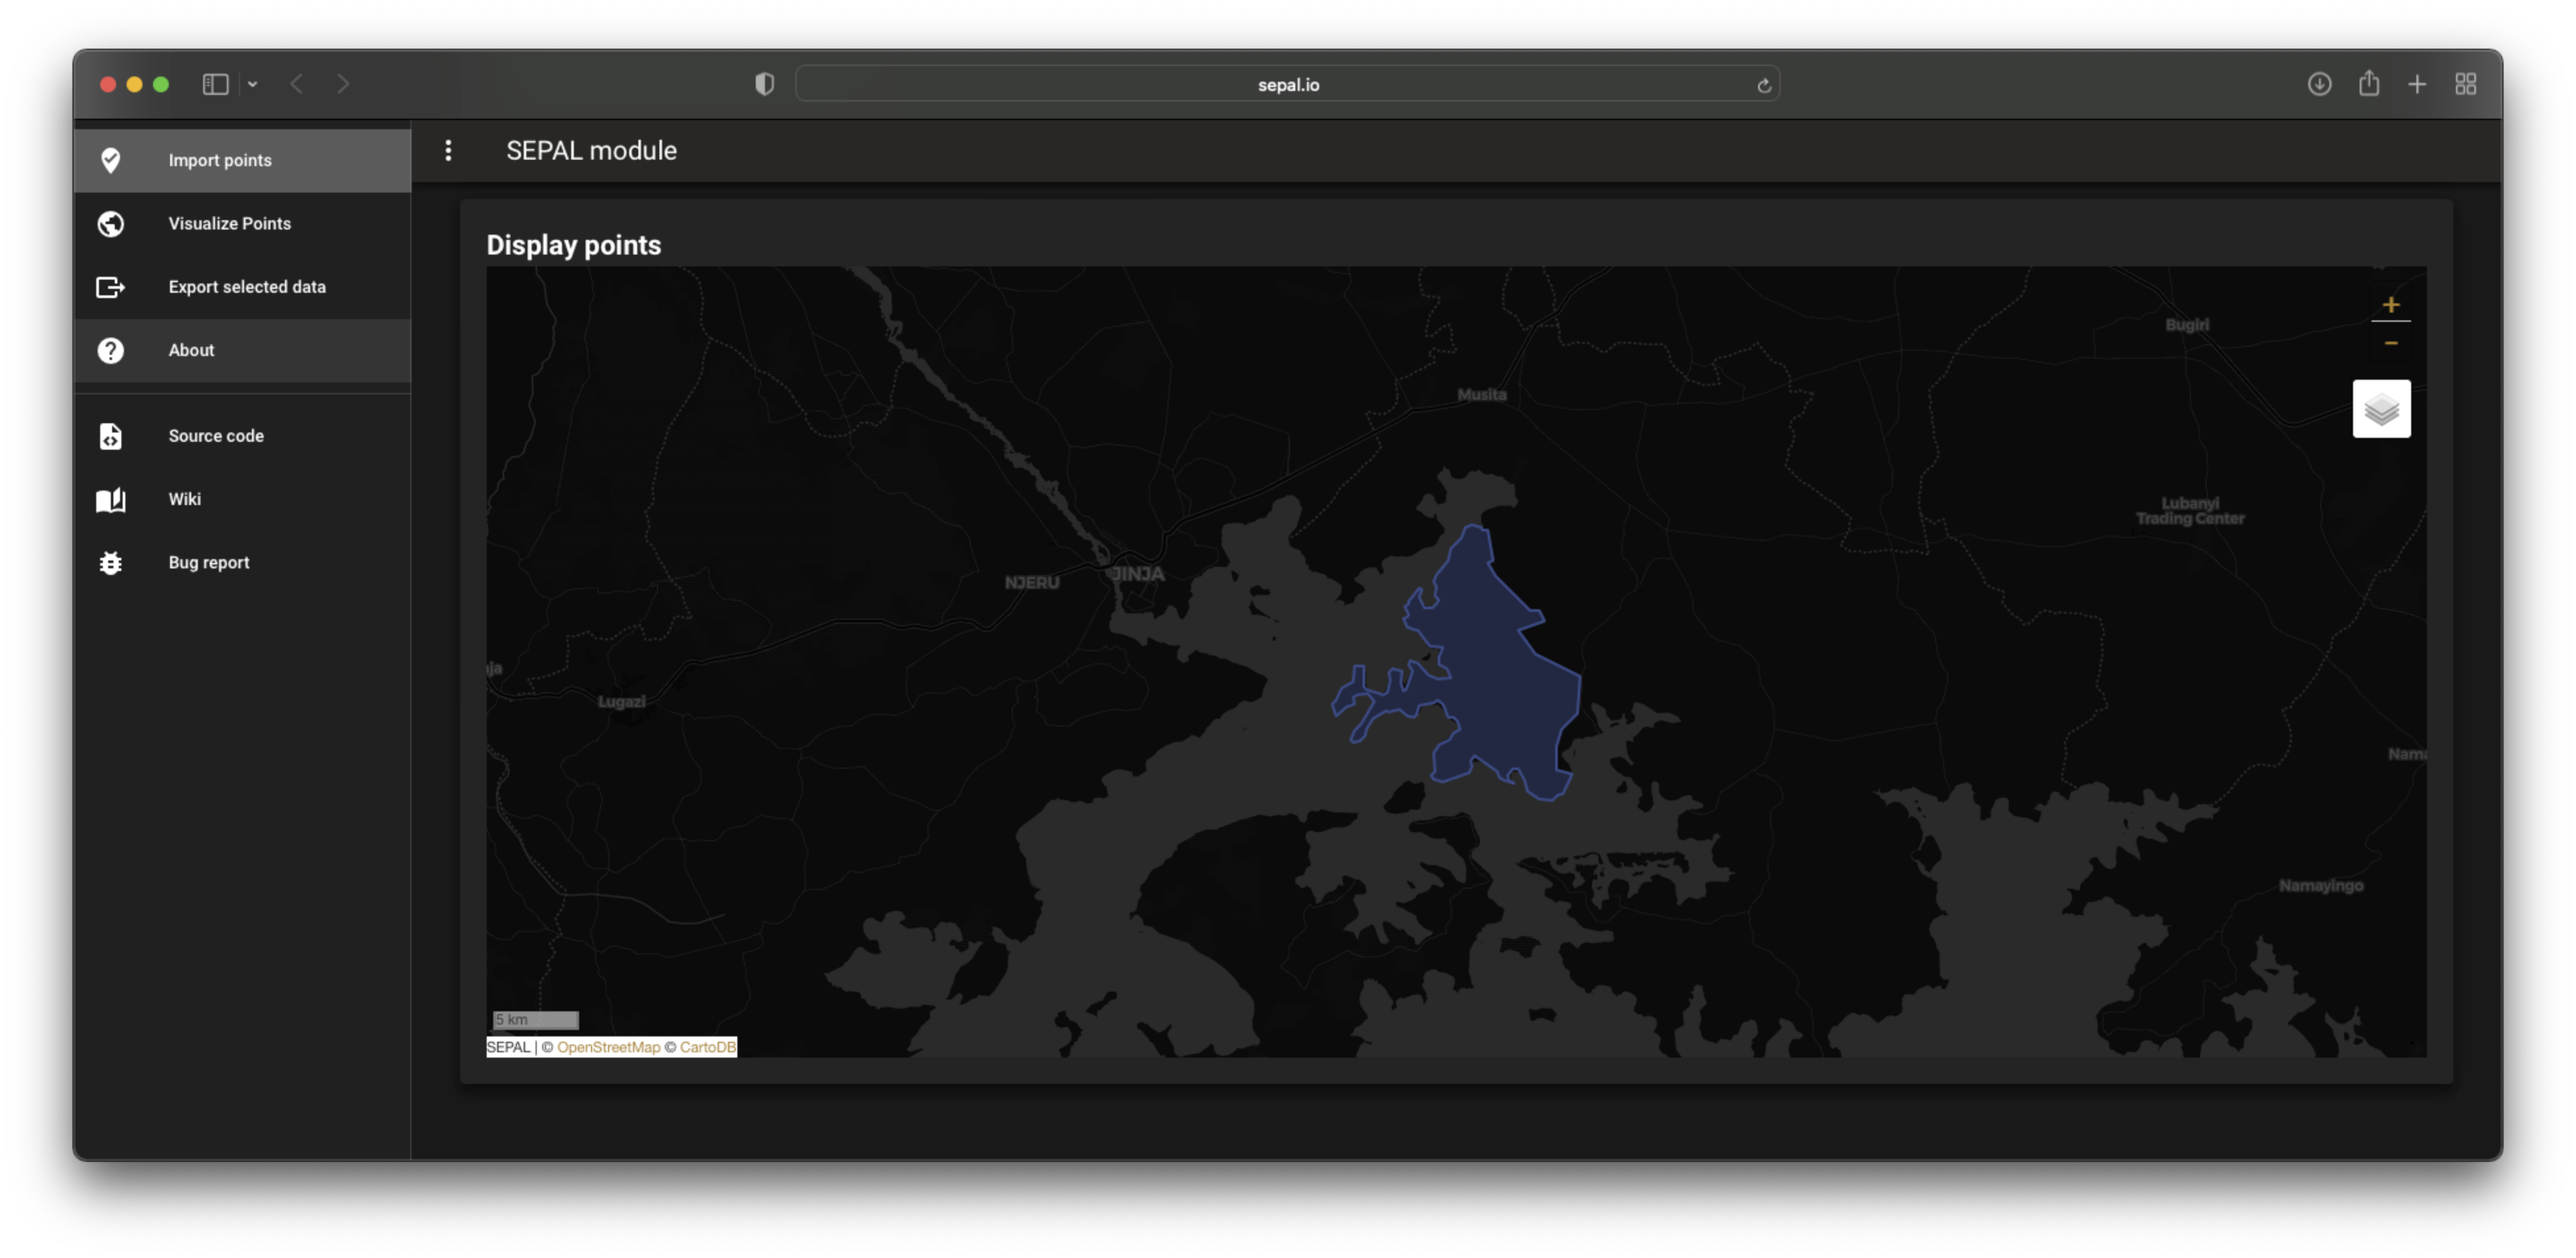 sepal.io
Import points
Visualize Points
Export selected data
About
Source code
Wiki
Bug report
SEPAL module
Display points
Bugiri
Musita
Lubanyi
Trading Center
NJERU
JINJA
ja
Lugazi
Nama
Namayingo
5 km
SEPAL | © OpenStreetMap © CartoDB